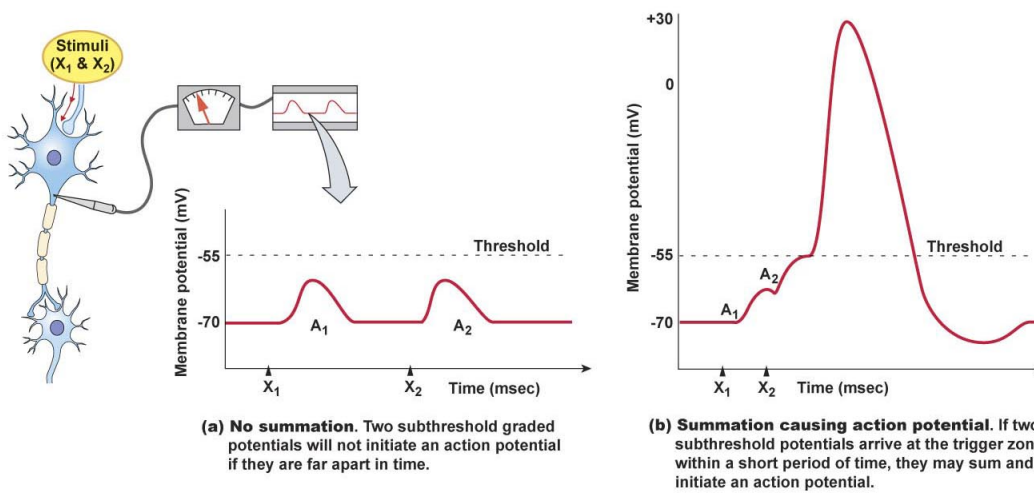 Stimuli
(X₁ & X₂)
Membrane potential (mV)
-55
-70
Threshold
A₁
A₂
X₁
X₂
Time (msec)
(a) No summation. Two subthreshold graded
potentials will not initiate an action potential
if they are far apart in time.
Membrane potential (mV)
+30
0
-55
-70
Threshold
A₁
A₂
X₁
X₂
Time (msec)
(b) Summation causing action potential. If two
subthreshold potentials arrive at the trigger zon
within a short period of time, they may sum and
initiate an action potential.